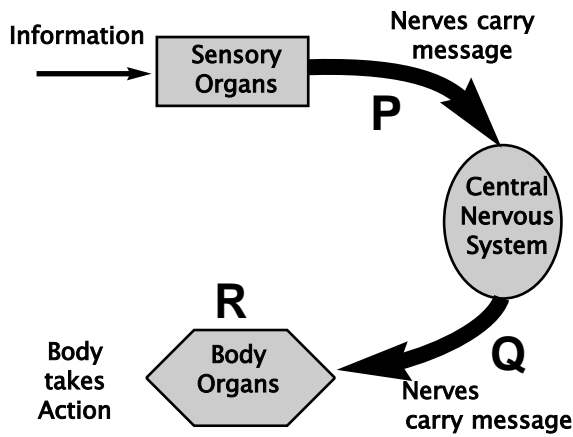 Information
Sensory
Organs
Nerves carry
message
P
Central
Nervous
System
Q
Nerves
carry message
R
Body
Organs
Body
takes
Action